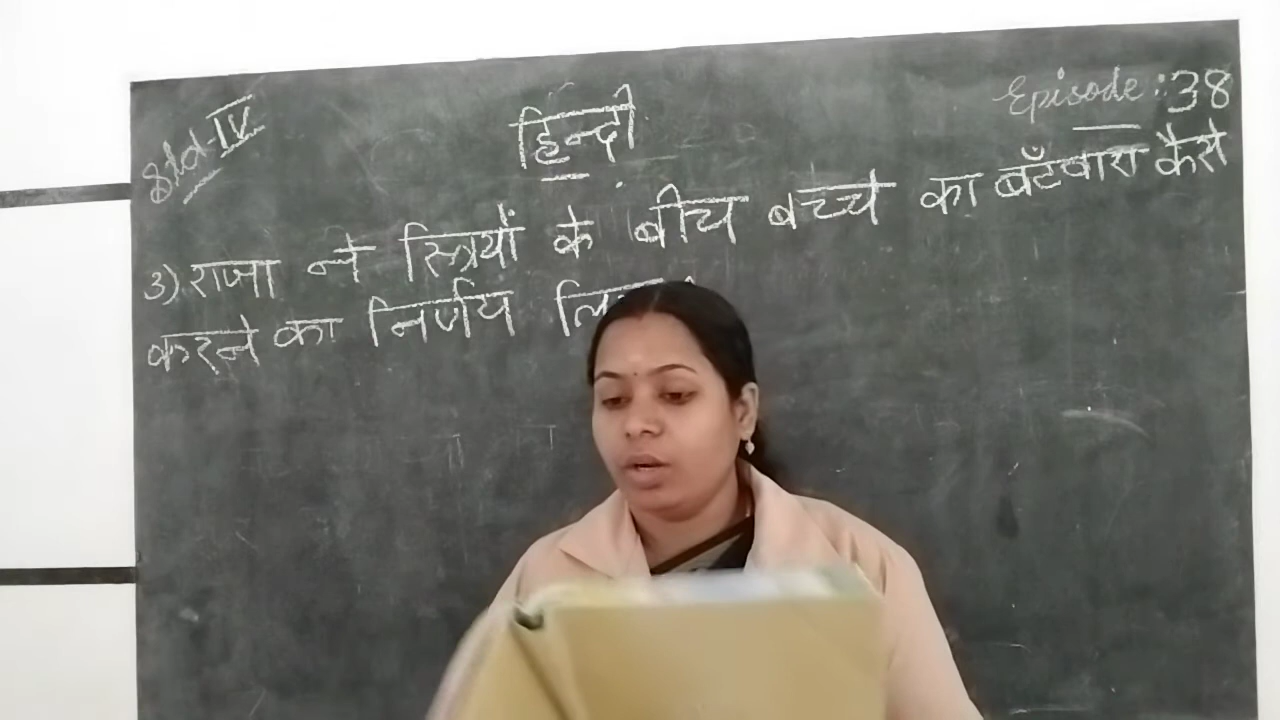 Std-IV
हिन्दी
Episode: 38
3) राजा ने स्त्रियों के बीच बच्चे का बँटवारा कैसे
करने का निर्णय